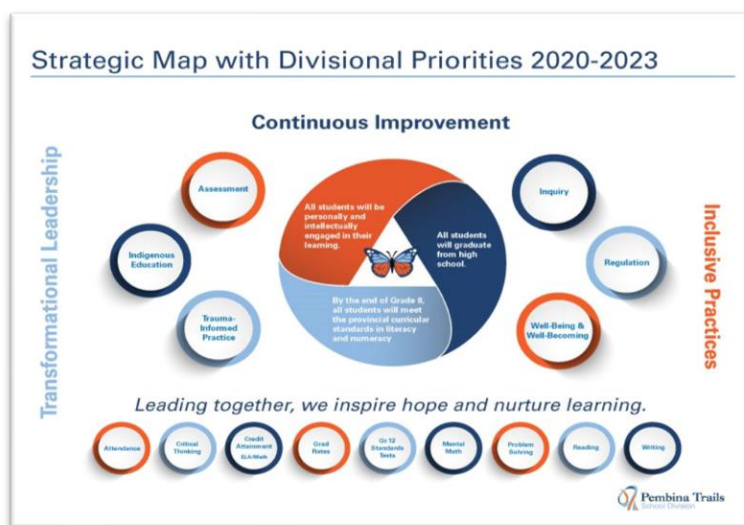 Strategic Map with Divisional Priorities 2020-2023
Continuous Improvement
Transformational Leadership
Inclusive Practices
Assessment
Indigenous
Education
Trauma-
Informed
Practice
All students will be
personally and
intellectually
engaged in their
learning.
All students
will graduate
from high
school.
By the end of Grade 8,
all students will meet
the provincial curricular
standards in literacy
and numeracy
Inquiry
Regulation
Well-Being &
Well-Becoming
Leading together, we inspire hope and nurture learning.
Attendance
Critical
Thinking
Credit
Attainment
ELA/Math
Grad
Rates
Gr. 12
Standards
Tests
Mental
Math
Problem
Solving
Reading
Writing
Pembina Trails
School Division